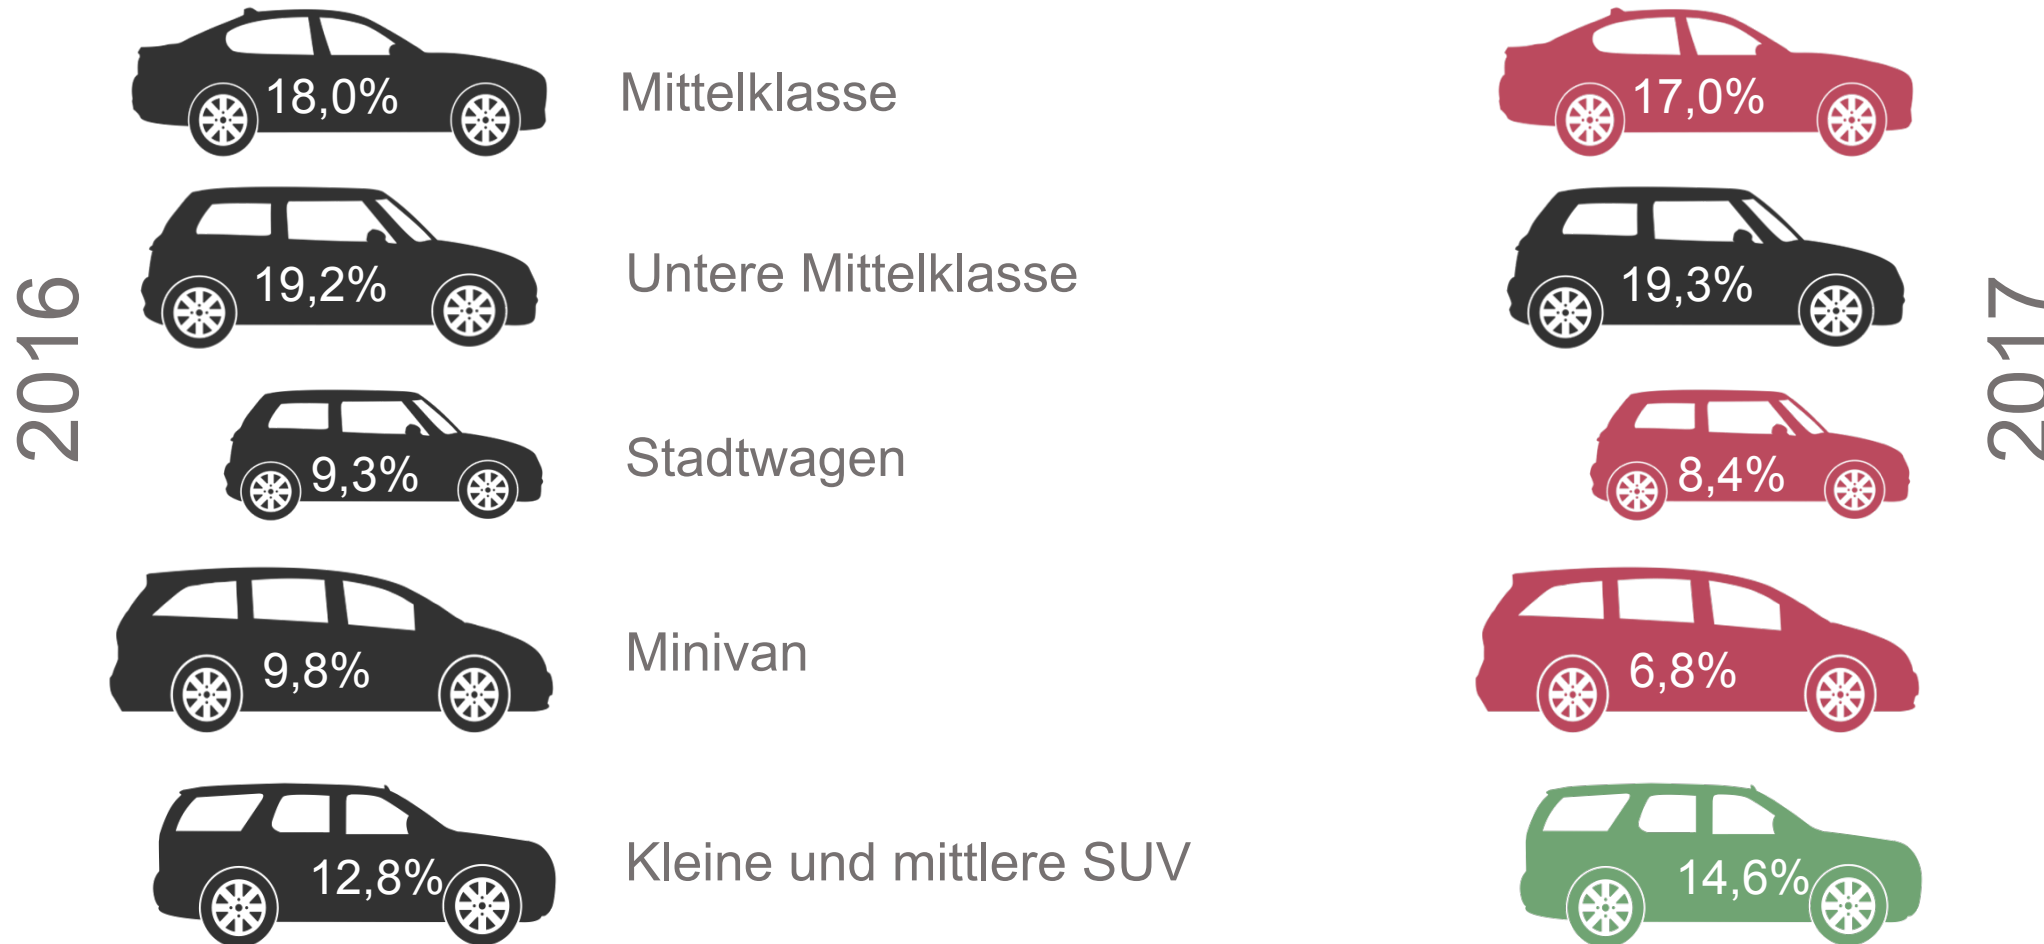 2016
2017
18,0%
Mittelklasse
17,0%
19,2%
Untere Mittelklasse
19,3%
9,3%
Stadtwagen
8,4%
9,8%
Minivan
6,8%
12,8%
Kleine und mittlere SUV
14,6%